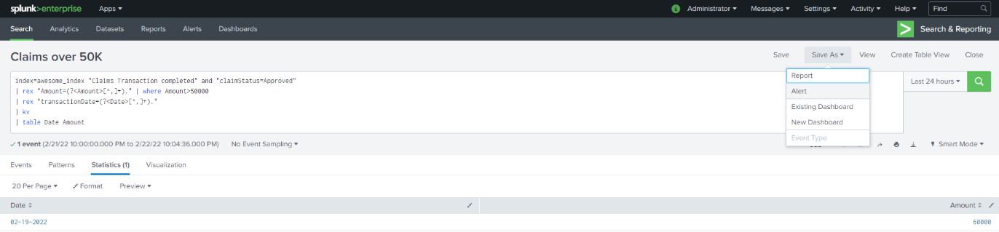 splunk>enterprise Apps Administrator Messages Settings Activity Help Find
Search Analytics Datasets Reports Alerts Dashboards Search & Reporting
Claims over 50K Save Save As View Create Table View Close
Report
Alert
Existing Dashboard
New Dashboard
Event Type
index=awesome_index "Claims Transaction completed" and "claimStatus=Approved"
| rex "Amount=(?<Amount>[^,]+)." | where Amount>50000
| rex "transactionDate=(?<Date>[^,]+)."
| kv
| table Date Amount
Last 24 hours
✓ 1 event (2/21/22 10:00:00.000 PM to 2/22/22 10:04:36.000 PM) No Event Sampling Smart Mode
Events Patterns Statistics (1) Visualization
20 Per Page Format Preview
Date Amount
02-19-2022 60000